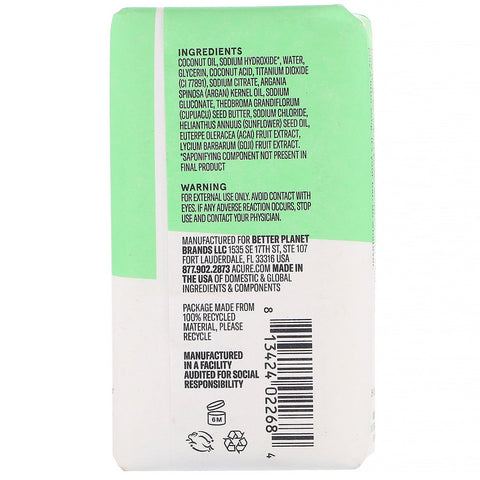 INGREDIENTS
COCONUT OIL, SODIUM HYDROXIDE*, WATER,
GLYCERIN, COCONUT ACID, TITANIUM DIOXIDE
(CI 77891), SODIUM CITRATE, ARGANIA
SPINOSA (ARGAN) KERNEL OIL, SODIUM
GLUCONATE, THEOBROMA GRANDIFLORUM
(CUPUACU) SEED BUTTER, SODIUM CHLORIDE,
HELIANTHUS ANNUUS (SUNFLOWER) SEED OIL,
EUTERPE OLERACEA (ACAI) FRUIT EXTRACT,
LYCIUM BARBARUM (GOJI) FRUIT EXTRACT.
*SAPONIFYING COMPONENT NOT PRESENT IN
FINAL PRODUCT
WARNING
FOR EXTERNAL USE ONLY. AVOID CONTACT WITH
EYES. IF ANY ADVERSE REACTION OCCURS, STOP
USE AND CONTACT YOUR PHYSICIAN.
MANUFACTURED FOR BETTER PLANET
BRANDS LLC 1535 SE 17TH ST, STE 107
FORT LAUDERDALE, FL 33316 USA
877.902.2873 ACURE.COM MADE IN
THE USA OF DOMESTIC & GLOBAL
INGREDIENTS & COMPONENTS
PACKAGE MADE FROM
100% RECYCLED
MATERIAL, PLEASE
RECYCLE
MANUFACTURED
IN A FACILITY
AUDITED FOR SOCIAL
RESPONSIBILITY
6M
8 13424 02268 4